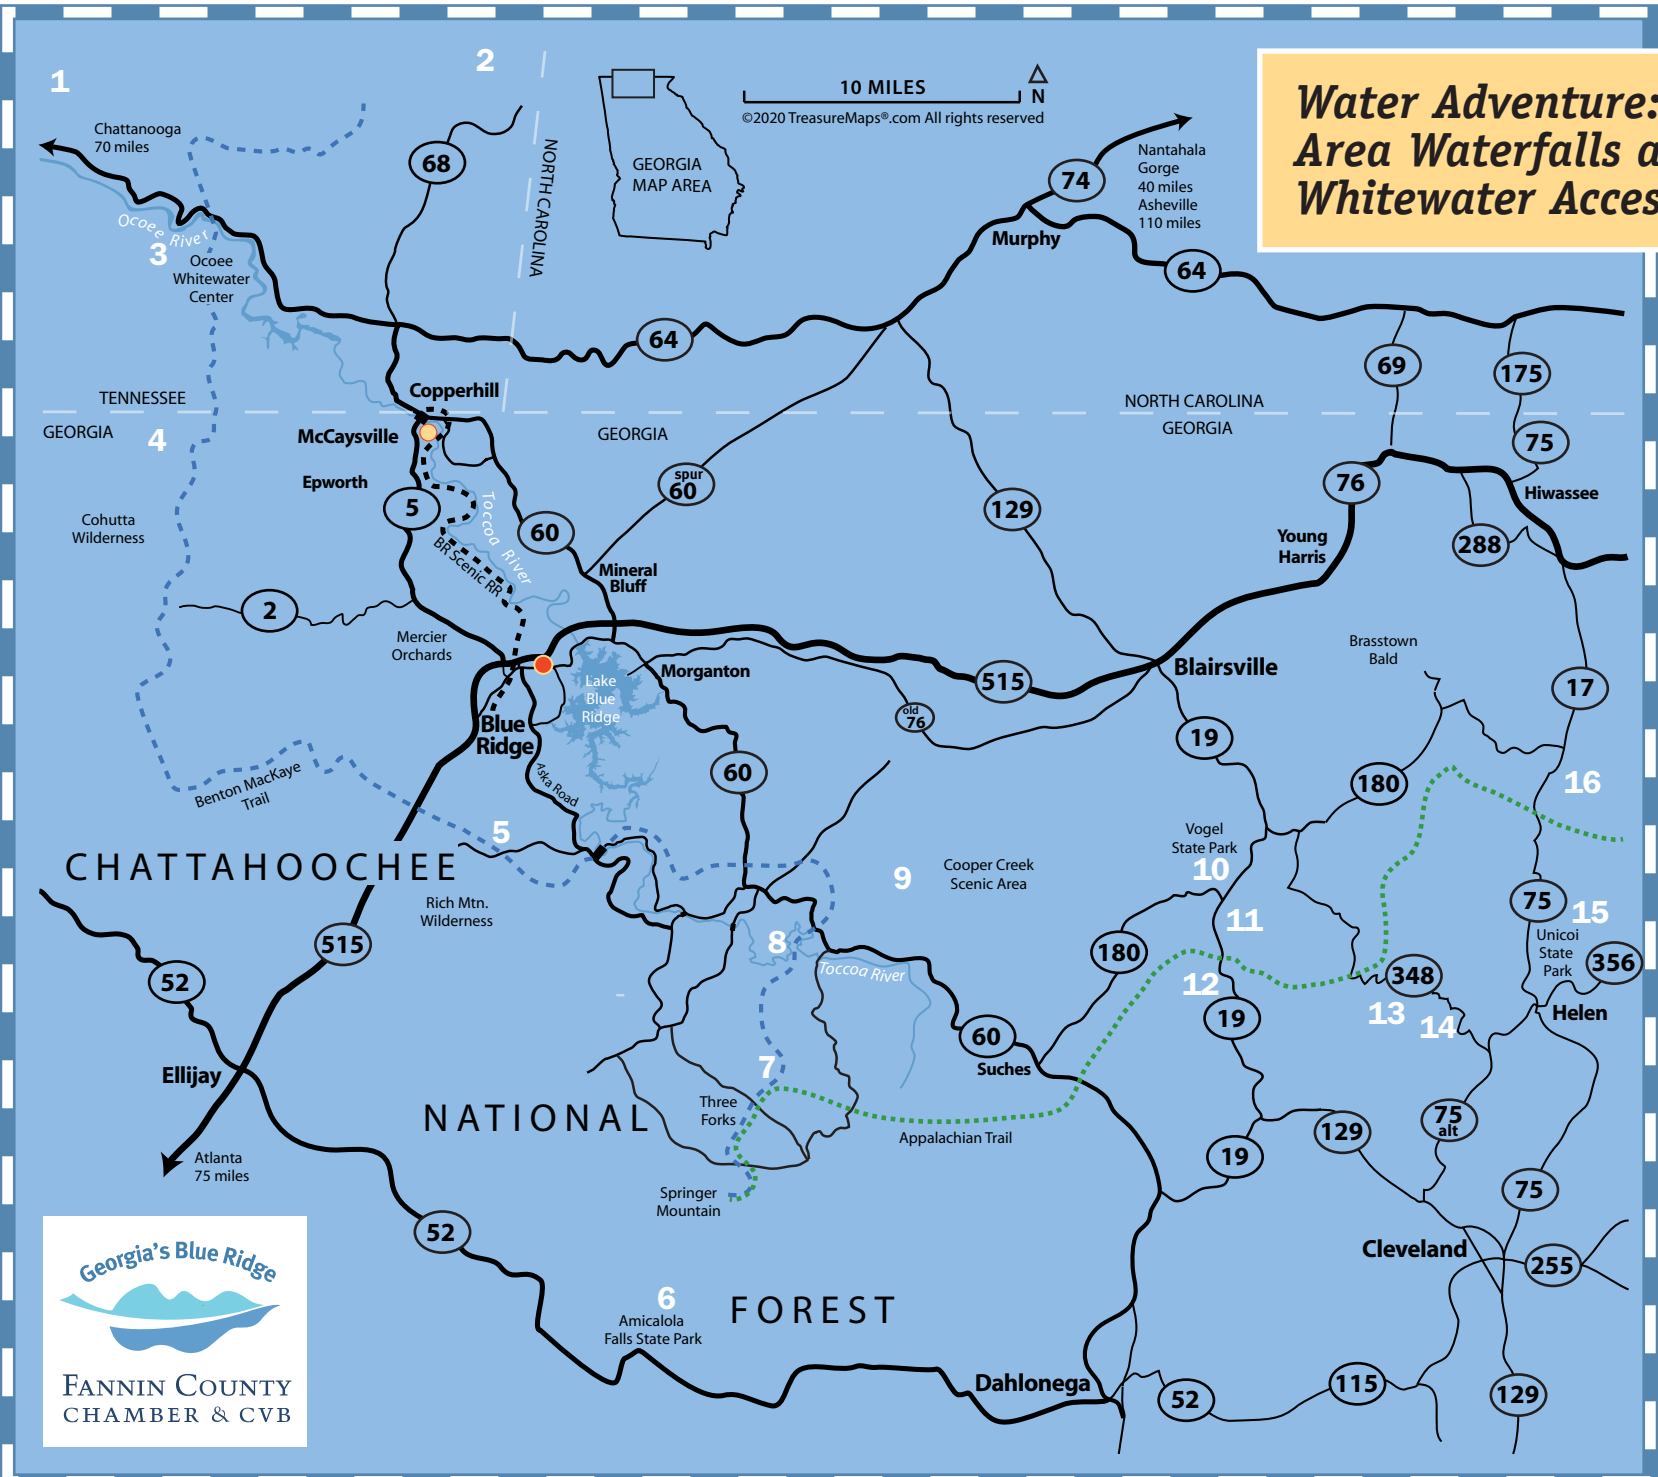 1
2
Chattanooga
70 miles
68
NORTH CAROLINA
GEORGIA
MAP AREA
10 MILES
N
©2020 TreasureMaps®.com All rights reserved
74
Nantahala
Gorge
40 miles
Asheville
110 miles
Water Adventure:
Area Waterfalls a
Whitewater Acces
Murphy
64
Ocoee River
3
Ocoee
Whitewater
Center
64
69
175
TENNESSEE
GEORGIA
4
Copperhill
McCaysville
GEORGIA
NORTH CAROLINA
GEORGIA
75
Epworth
5
Toccoa River
60
spur
60
129
76
Hiwassee
Young
Harris
288
Cohutta
Wilderness
BR Scenic RR
Mineral
Bluff
2
Mercier
Orchards
Lake
Blue
Ridge
Morganton
515
old
76
Blairsville
Brasstown
Bald
17
Blue
Ridge
19
Aska Road
60
180
16
Benton MacKaye
Trail
5
Vogel
State Park
10
CHATTAHOOCHEE
Rich Mtn.
Wilderness
9
Cooper Creek
Scenic Area
11
75
15
Unicoi
State
Park
356
515
52
8
Toccoa River
180
12
19
348
13
14
Helen
60
Suches
Ellijay
7
NATIONAL
Three
Forks
Appalachian Trail
129
75
alt
19
Atlanta
75 miles
Springer
Mountain
75
52
Cleveland
255
Georgia's Blue Ridge
FANNIN COUNTY
CHAMBER & CVB
6
Amicalola
Falls State Park
FOREST
Dahlonega
52
115
129